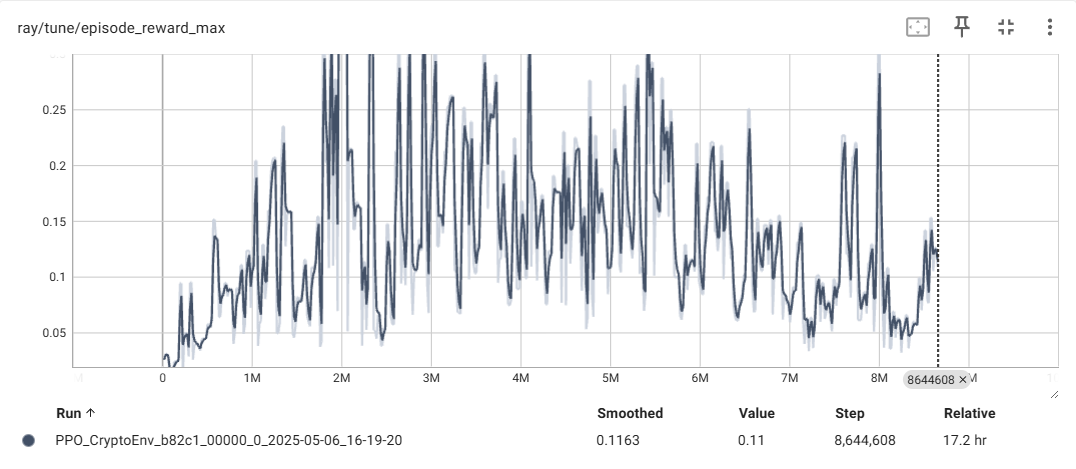 ray/tune/episode_reward_max
0.25
0.2
0.15
0.1
0.05
0 1M 2M 3M 4M 5M 6M 7M 8M 8644608 × M
Run ↑ Smoothed Value Step Relative
PPO_CryptoEnv_b82c1_00000_0_2025-05-06_16-19-20 0.1163 0.11 8,644,608 17.2 hr